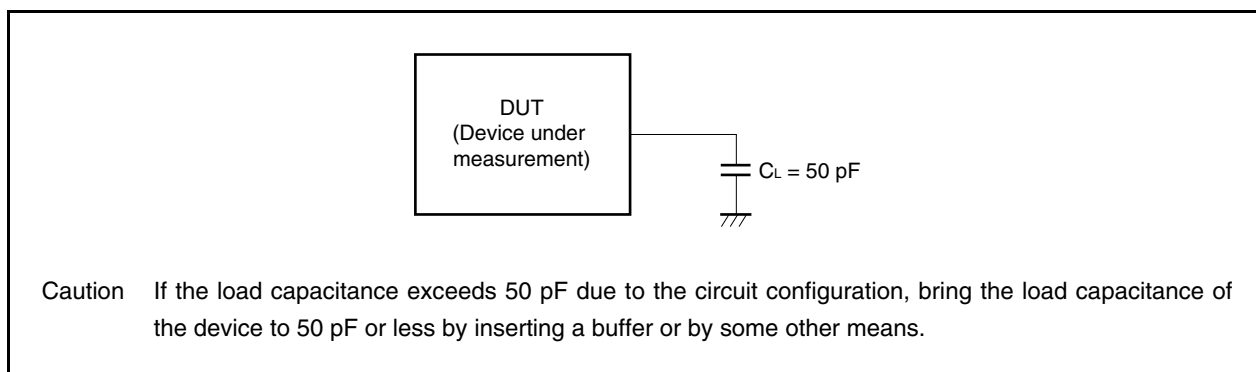 DUT
(Device under
measurement)
CL = 50 pF
Caution If the load capacitance exceeds 50 pF due to the circuit configuration, bring the load capacitance of
the device to 50 pF or less by inserting a buffer or by some other means.